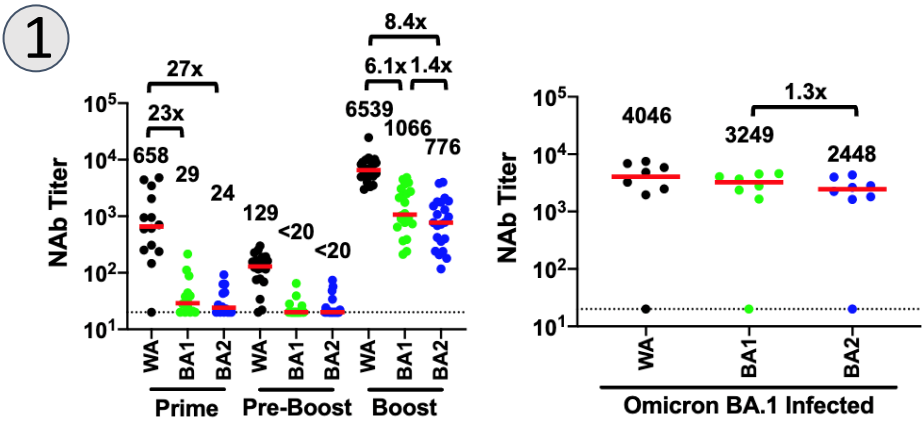 1
8.4x
27x
6.1x 1.4x
23x
6539
1066
776
658
29
24
129
<20
<20
NAb Titer
10⁵
10⁴
10³
10²
10¹
WA BA1 BA2 WA BA1 BA2 WA BA1 BA2
Prime Pre-Boost Boost
1.3x
4046
3249
2448
NAb Titer
10⁵
10⁴
10³
10²
10¹
WA BA1 BA2
Omicron BA.1 Infected